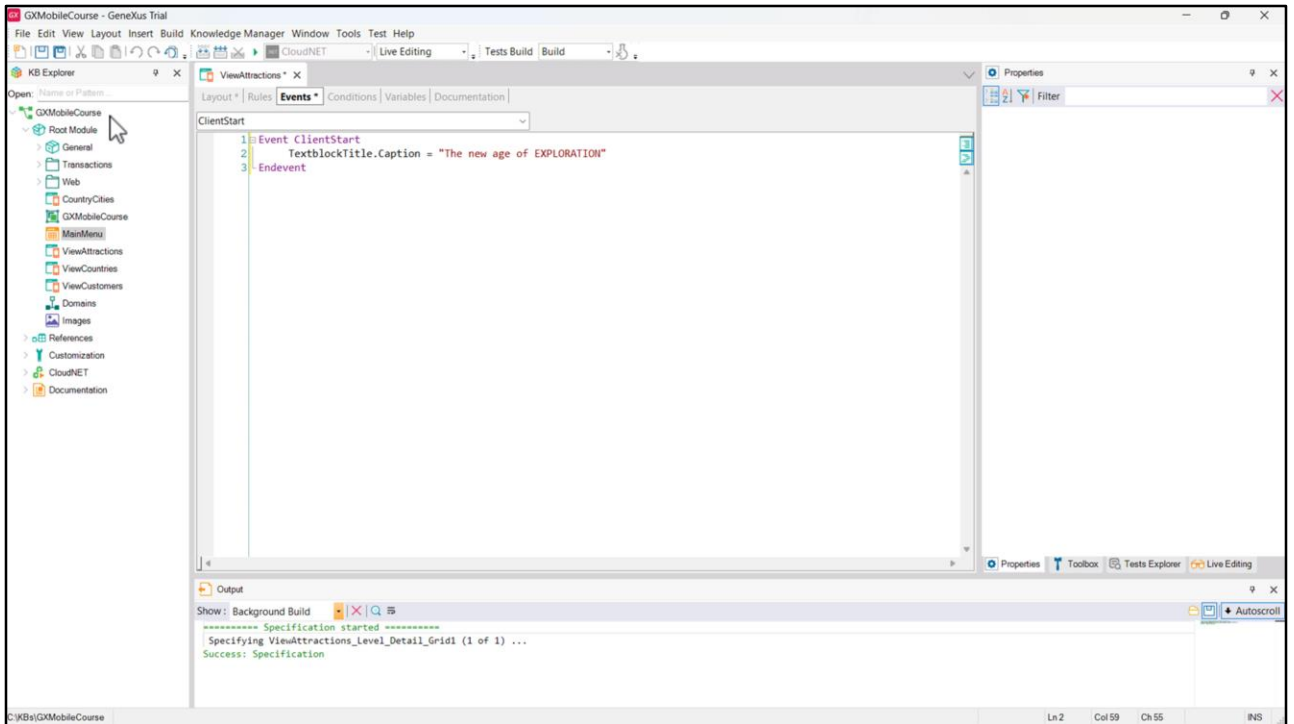 GX GXMobileCourse - GeneXus Trial
File Edit View Layout Insert Build Knowledge Manager Window Tools Test Help
CloudNET Live Editing Tests Build Build
KB Explorer
Open: Name or Pattern...
GXMobileCourse
Root Module
General
Transactions
Web
CountryCities
GXMobileCourse
MainMenu
ViewAttractions
ViewCountries
ViewCustomers
Domains
Images
References
Customization
CloudNET
Documentation
ViewAttractions *
Layout * Rules Events * Conditions Variables Documentation
ClientStart
1 Event ClientStart
2 TextblockTitle.Caption = "The new age of EXPLORATION"
3 Endevent
Properties
Filter
Properties Toolbox Tests Explorer Live Editing
Output
Show: Background Build Autoscroll
========== Specification started ==========
Specifying ViewAttractions_Level_Detail_Grid1 (1 of 1) ...
Success: Specification
C:\KBs\GXMobileCourse Ln 2 Col 59 Ch 55 INS